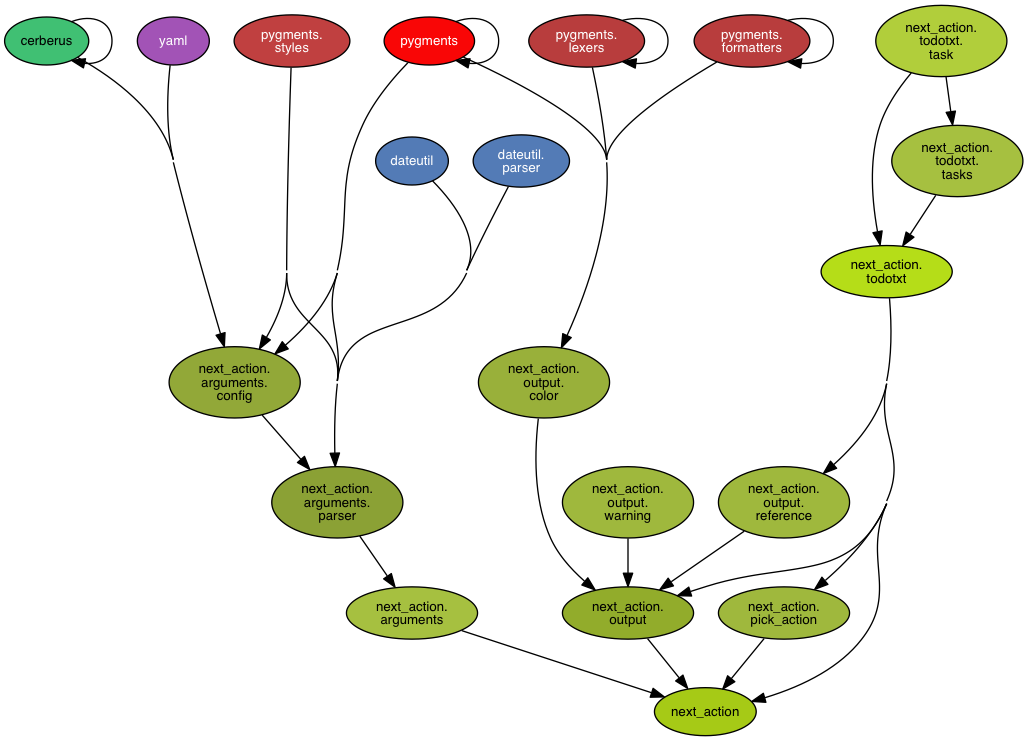 cerberus
yaml
pygments.
styles
pygments
pygments.
lexers
pygments.
formatters
next_action.
todotxt.
task
dateutil
dateutil.
parser
next_action.
todotxt.
tasks
next_action.
todotxt
next_action.
arguments.
config
next_action.
output.
color
next_action.
arguments.
parser
next_action.
output.
warning
next_action.
output.
reference
next_action.
arguments
next_action.
output
next_action.
pick_action
next_action